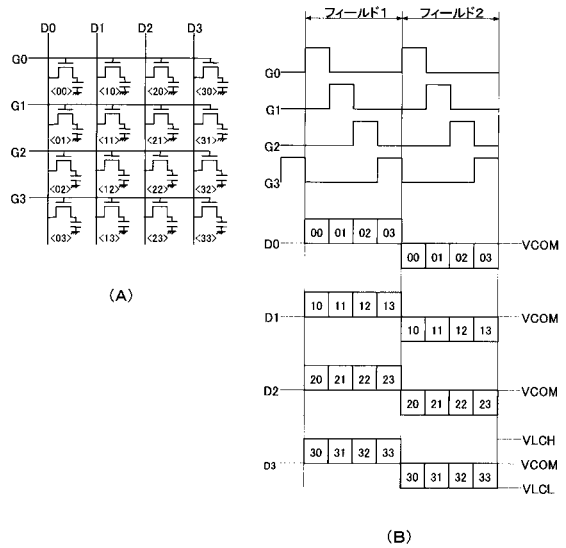 D0 D1 D2 D3
G0
<00> <10> <20> <30>
G1
<01> <11> <21> <31>
G2
<02> <12> <22> <32>
G3
<03> <13> <23> <33>
(A)
フィールド1 フィールド2
G0
G1
G2
G3
D0 00 01 02 03 VCOM
00 01 02 03
D1 10 11 12 13 VCOM
10 11 12 13
D2 20 21 22 23 VCOM
20 21 22 23
VLCH
D3 30 31 32 33 VCOM
30 31 32 33 VLCL
(B)